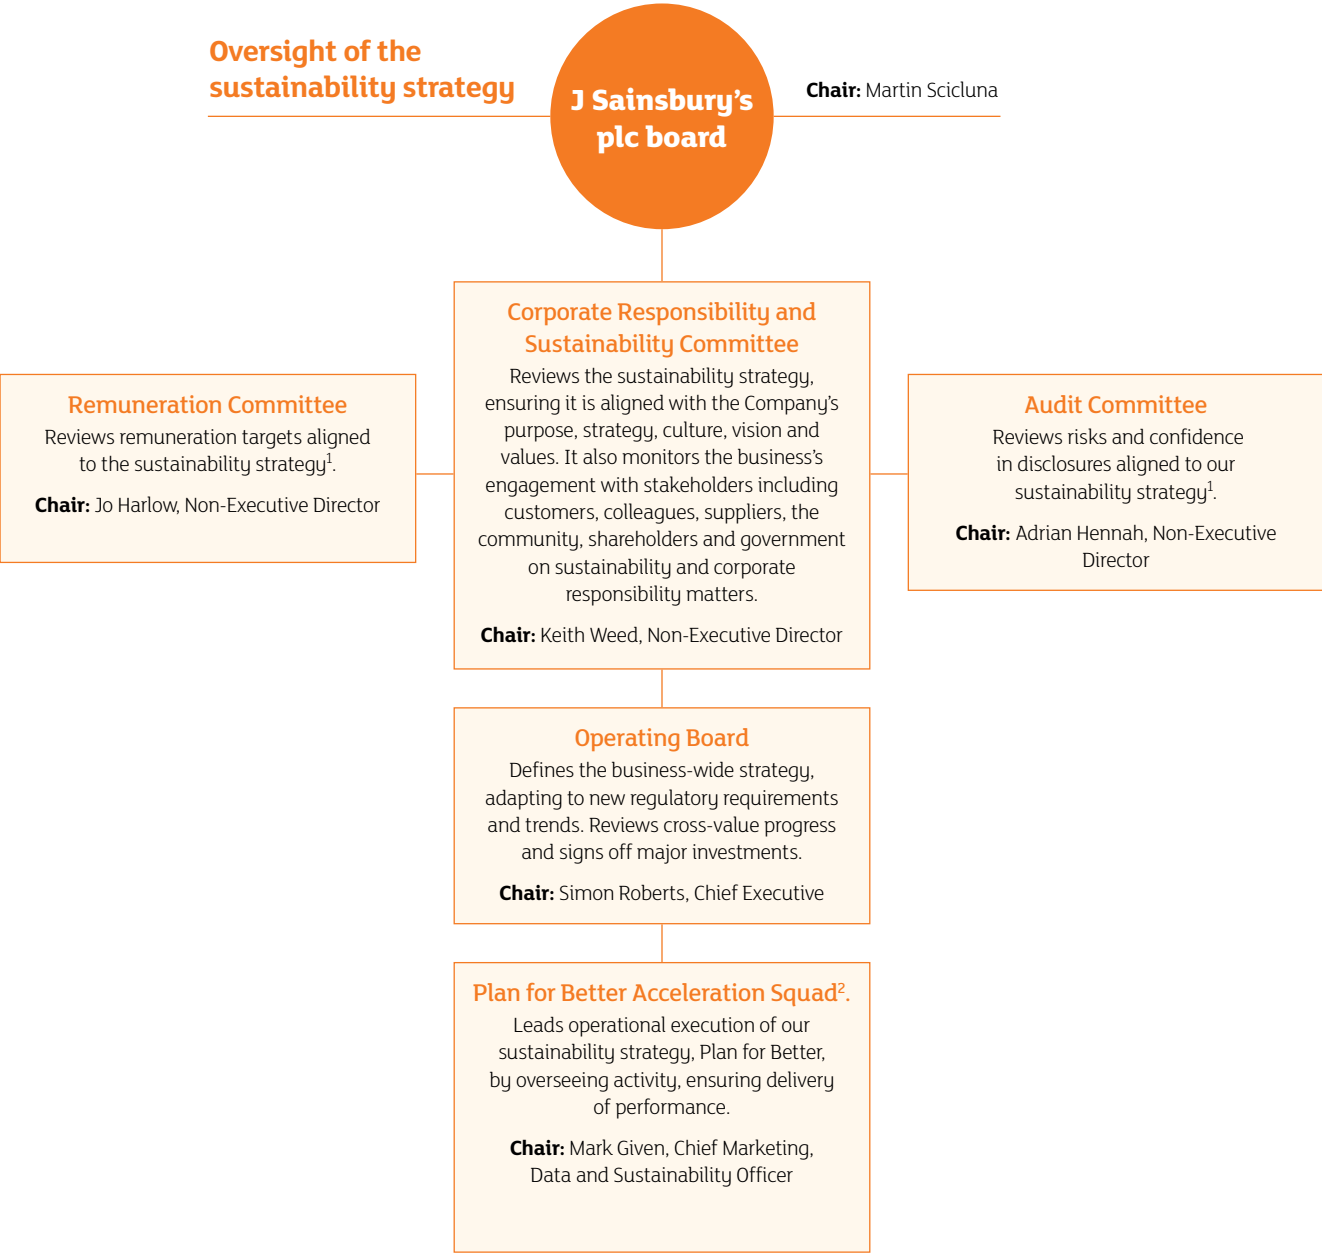 Oversight of the
sustainability strategy
J Sainsbury's
plc board
Chair: Martin Scicluna
Corporate Responsibility and
Sustainability Committee
Reviews the sustainability strategy,
ensuring it is aligned with the Company's
purpose, strategy, culture, vision and
values. It also monitors the business's
engagement with stakeholders including
customers, colleagues, suppliers, the
community, shareholders and government
on sustainability and corporate
responsibility matters.
Chair: Keith Weed, Non-Executive Director
Remuneration Committee
Reviews remuneration targets aligned
to the sustainability strategy¹.
Chair: Jo Harlow, Non-Executive Director
Audit Committee
Reviews risks and confidence
in disclosures aligned to our
sustainability strategy¹.
Chair: Adrian Hennah, Non-Executive
Director
Operating Board
Defines the business-wide strategy,
adapting to new regulatory requirements
and trends. Reviews cross-value progress
and signs off major investments.
Chair: Simon Roberts, Chief Executive
Plan for Better Acceleration Squad².
Leads operational execution of our
sustainability strategy, Plan for Better,
by overseeing activity, ensuring delivery
of performance.
Chair: Mark Given, Chief Marketing,
Data and Sustainability Officer